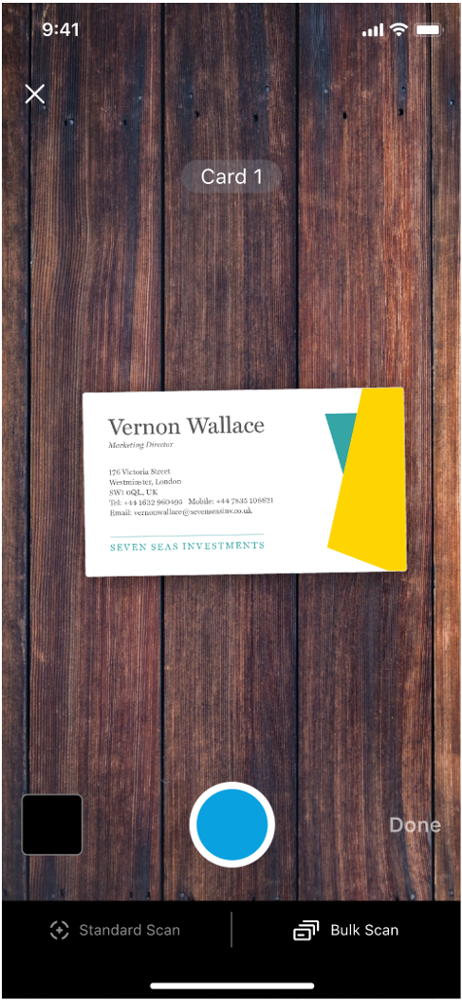 9:41
Card 1
Vernon Wallace
Marketing Director
176 Victoria Street
Westminster, London
SW1 0QL, UK
Tel: +44 1632 960495 Mobile: +44 7835 108621
Email: vernonwallace@sevenseasinv.co.uk
SEVEN SEAS INVESTMENTS
Done
Standard Scan
Bulk Scan